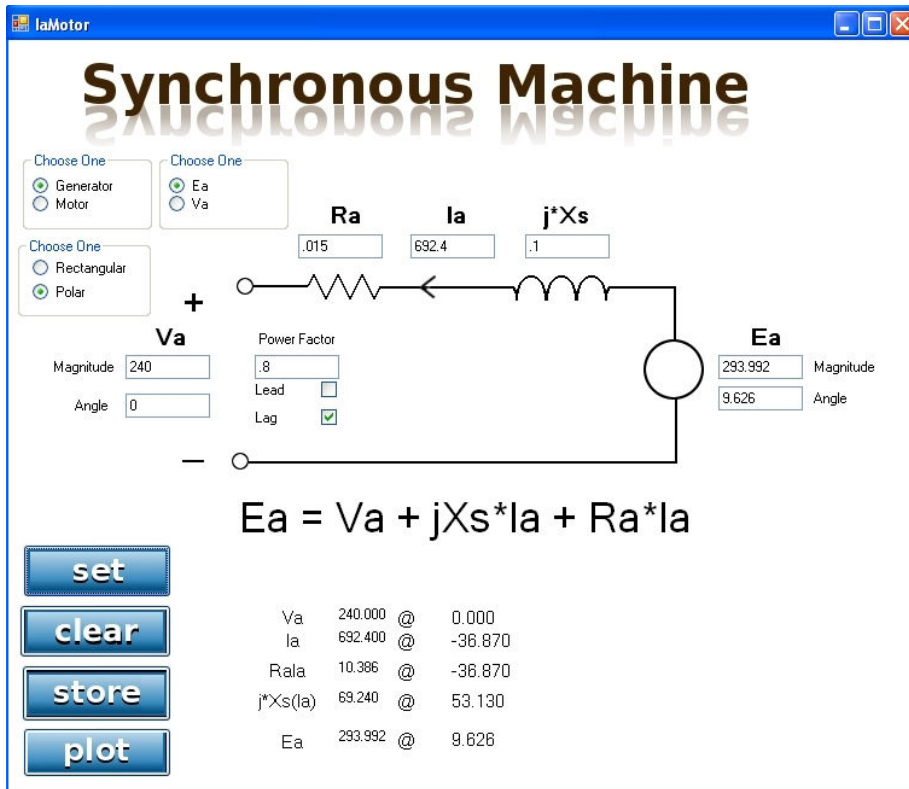 IaMotor
Synchronous Machine
Choose One
Generator
Motor
Choose One
Ea
Va
Choose One
Rectangular
Polar
Ra Ia j*Xs
.015 692.4 .1
+
Va
Magnitude 240
Angle 0
Power Factor
.8
Lead
Lag
Ea
293.992 Magnitude
9.626 Angle
–
Ea = Va + jXs*Ia + Ra*Ia
set
clear
store
plot
Va 240.000 @ 0.000
Ia 692.400 @ -36.870
RaIa 10.386 @ -36.870
j*Xs(Ia) 69.240 @ 53.130
Ea 293.992 @ 9.626